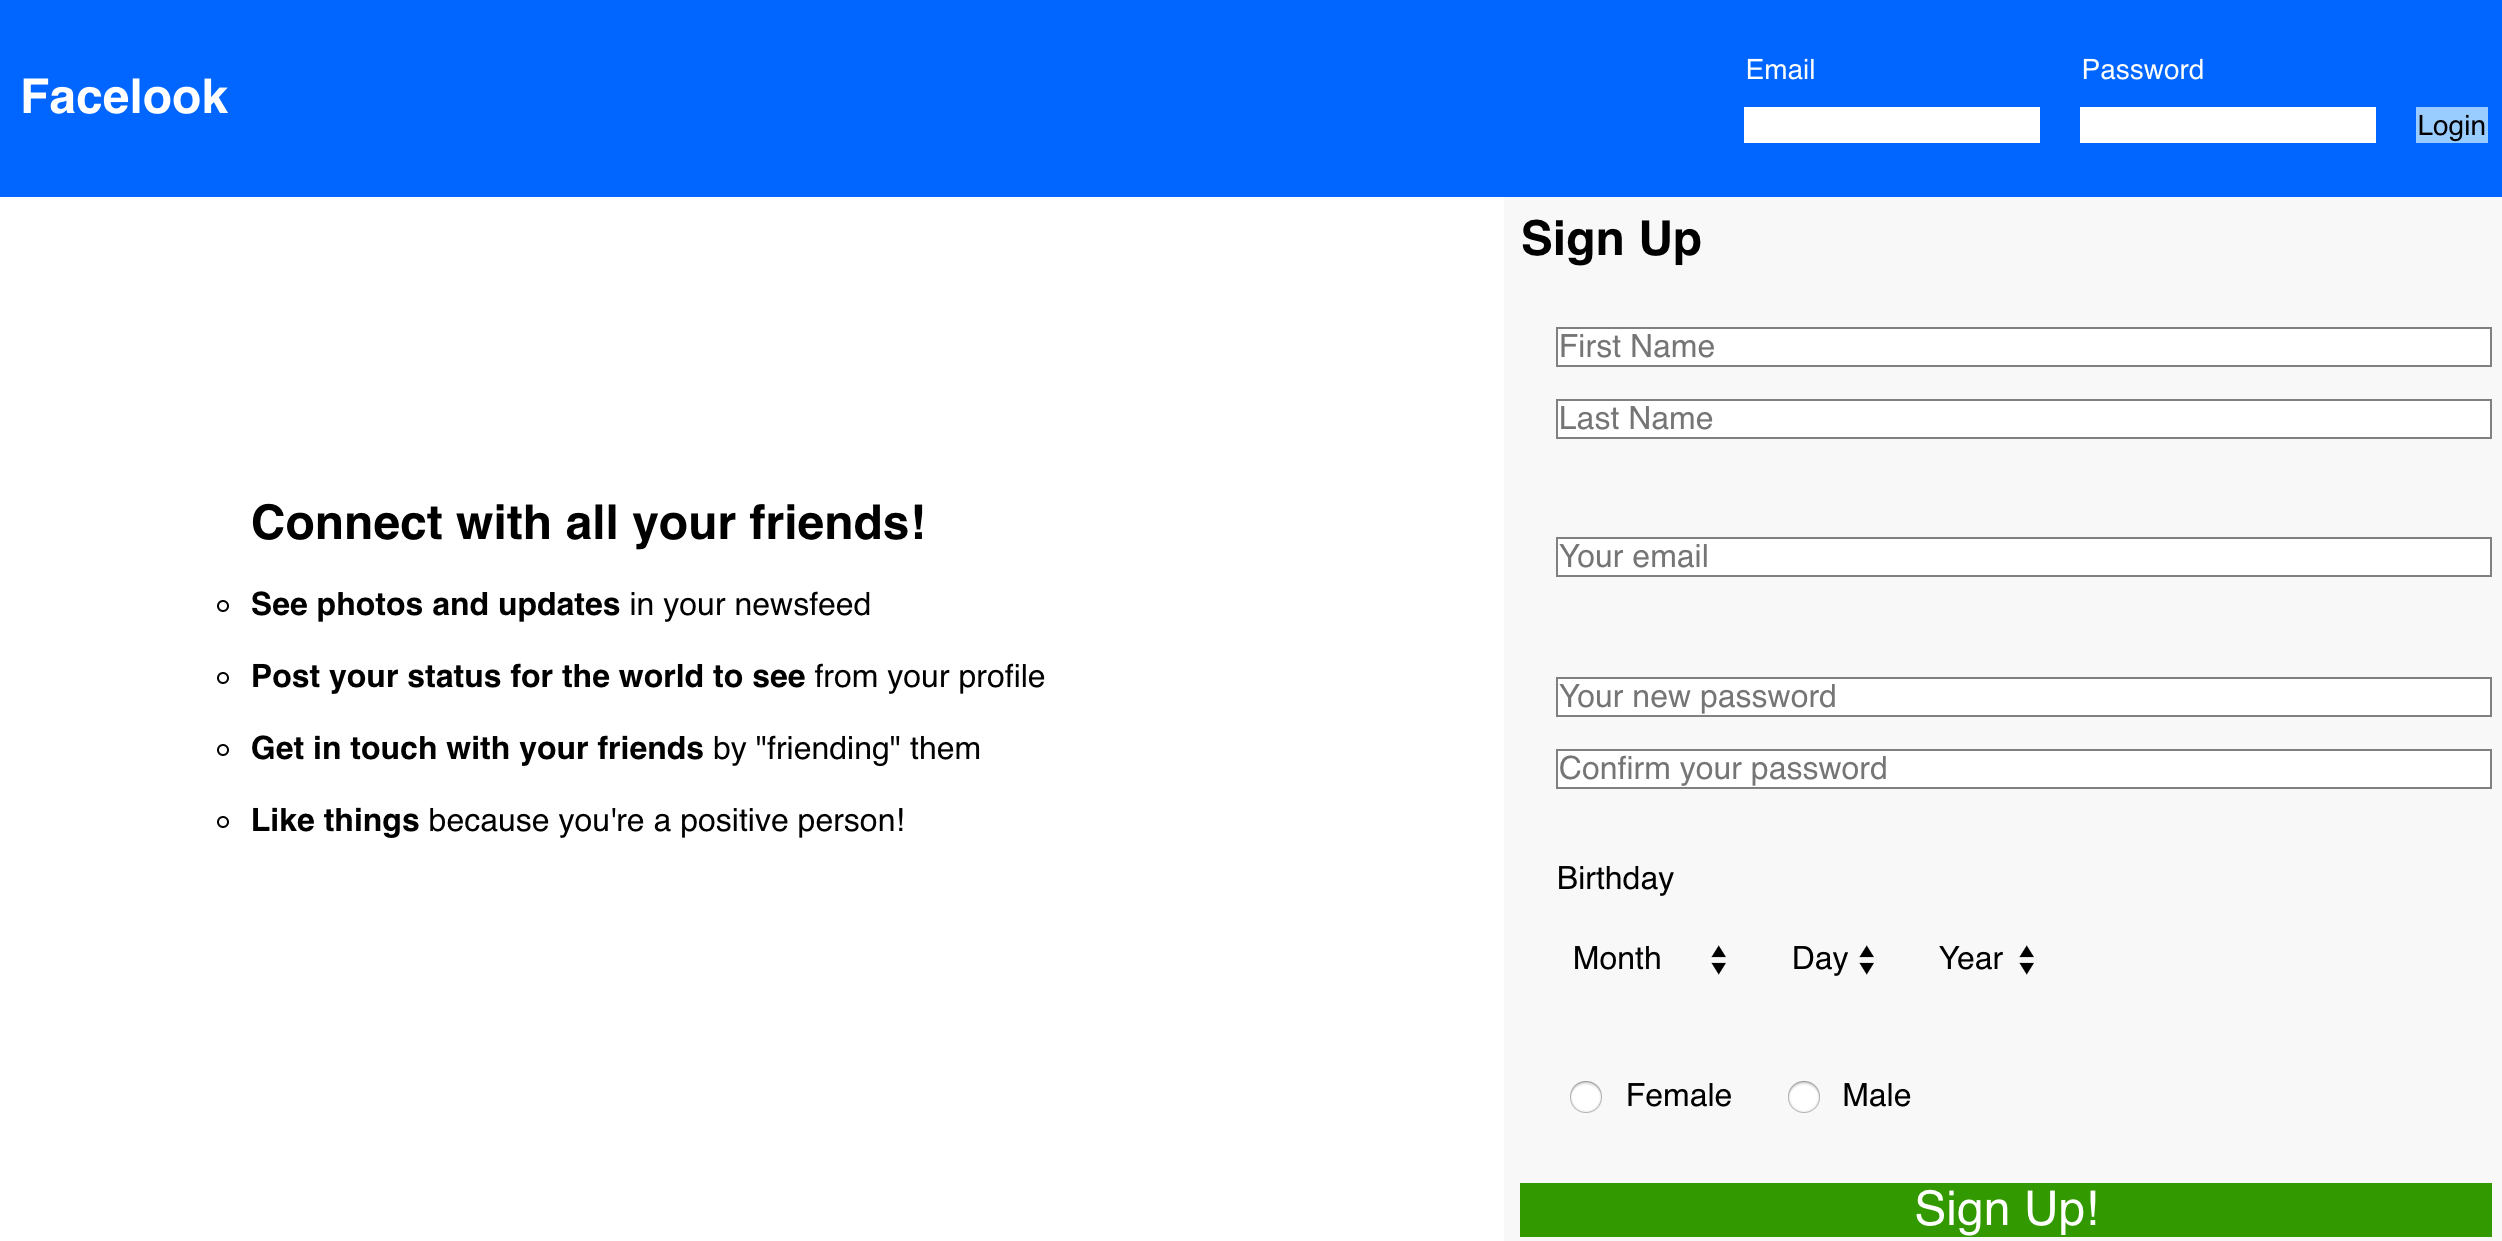 Facelook
Email
Password
Login
Connect with all your friends!
See photos and updates in your newsfeed
Post your status for the world to see from your profile
Get in touch with your friends by "friending" them
Like things because you're a positive person!
Sign Up
First Name
Last Name
Your email
Your new password
Confirm your password
Birthday
Month Day Year
Female Male
Sign Up!